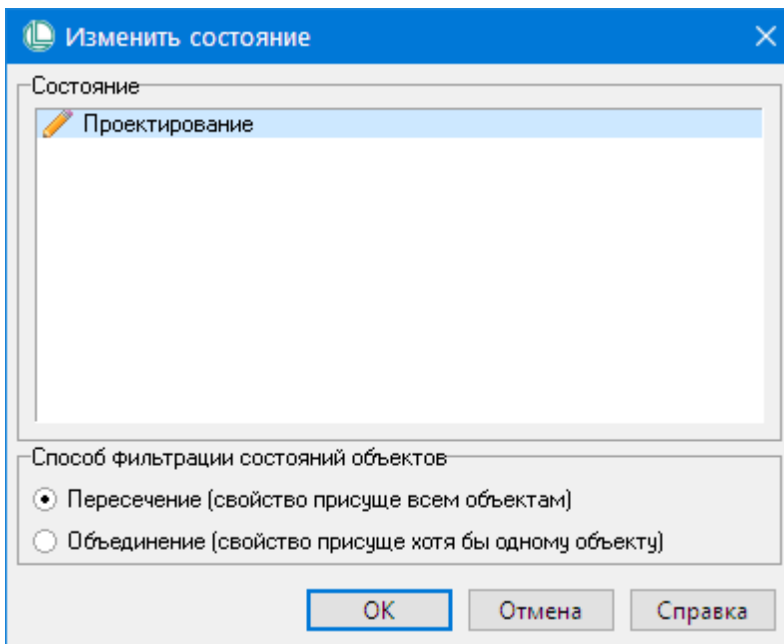 Изменить состояние
Состояние
Проектирование
Способ фильтрации состояний объектов
Пересечение (свойство присуще всем объектам)
Объединение (свойство присуще хотя бы одному объекту)
ОК
Отмена
Справка